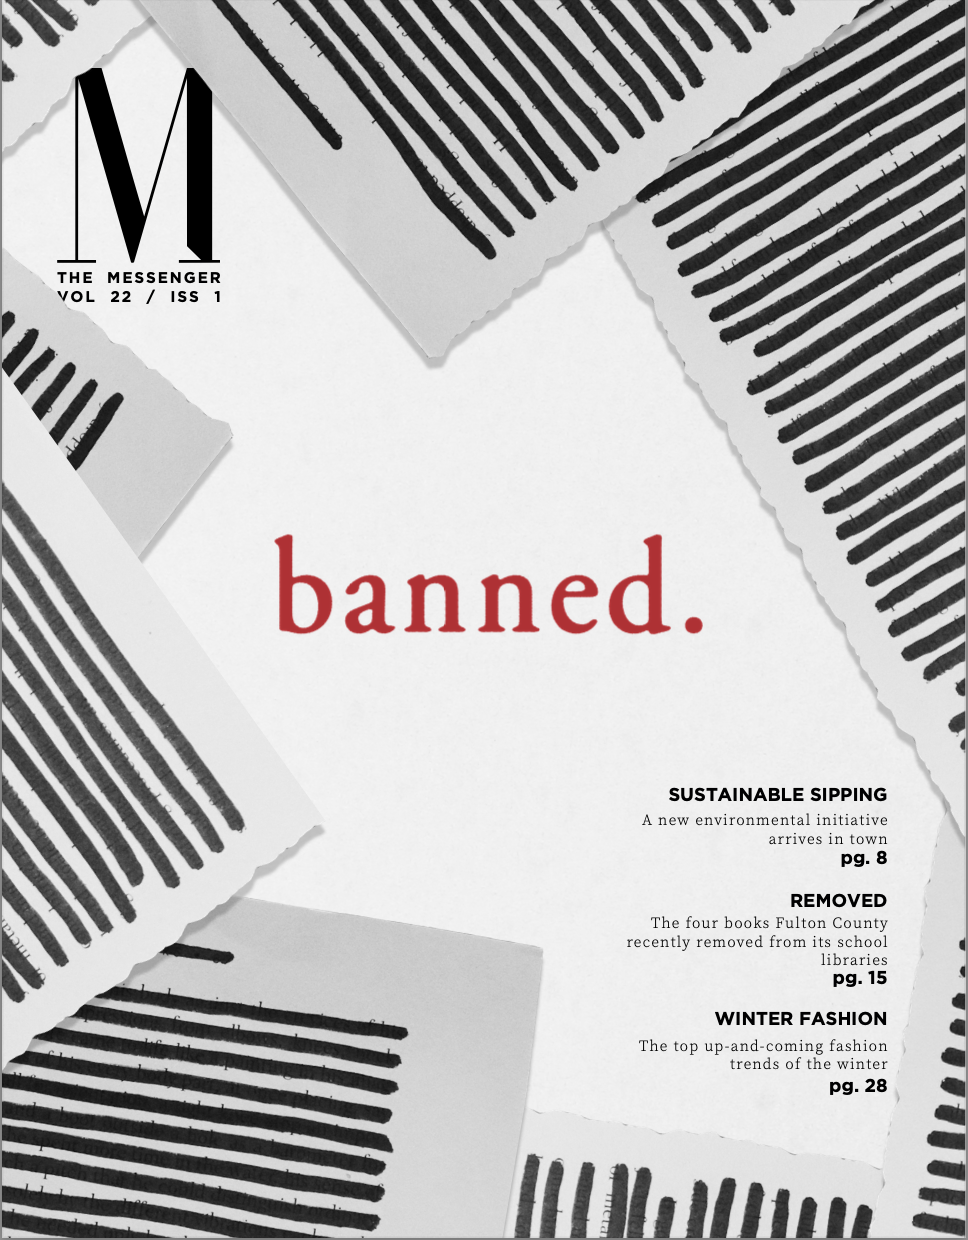 M
THE MESSENGER
VOL 22 / ISS 1
banned.
SUSTAINABLE SIPPING
A new environmental initiative
arrives in town
pg. 8
REMOVED
The four books Fulton County
recently removed from its school
libraries
pg. 15
WINTER FASHION
The top up-and-coming fashion
trends of the winter
pg. 28